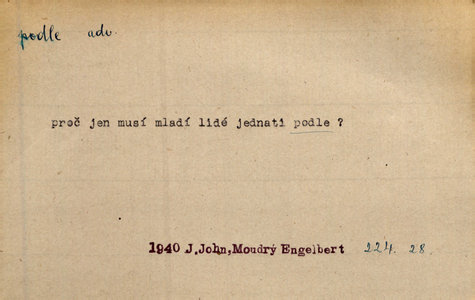 podle adv.
proč jen musí mladí lidé jednati podle ?
1940 J.John,Moudrý Engelbert 224. 28.